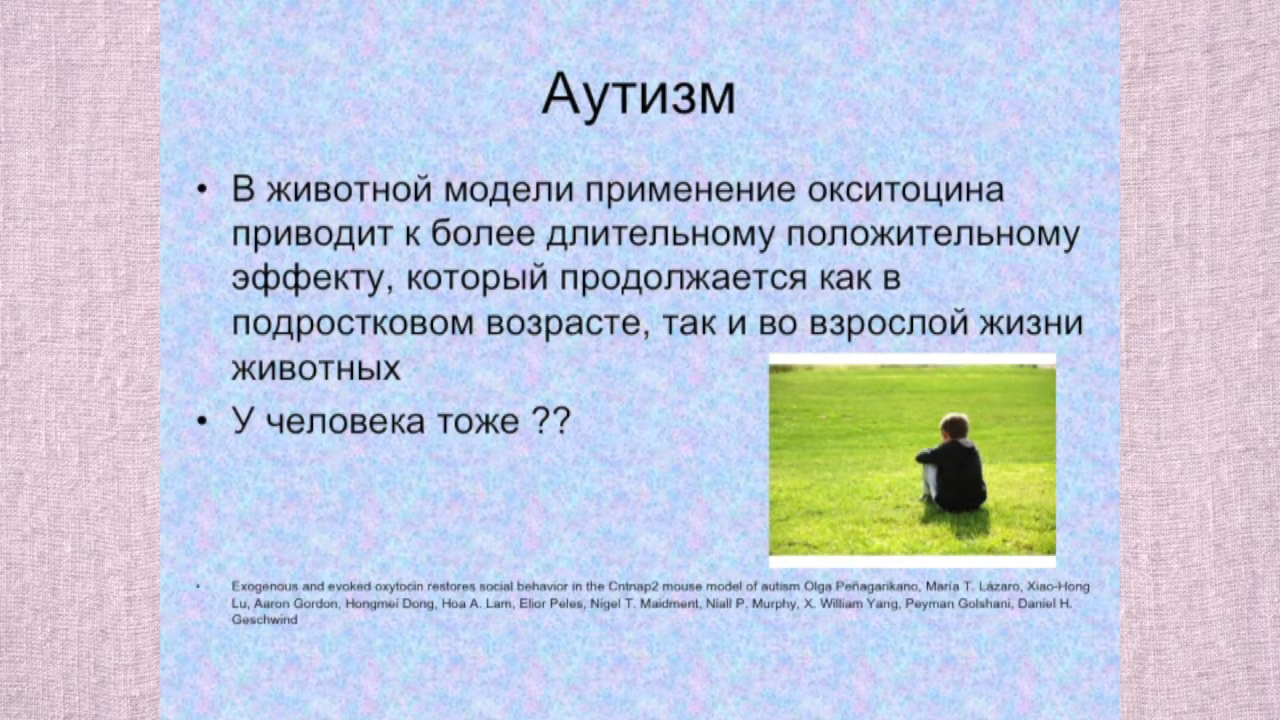 Аутизм
• В животной модели применение окситоцина
приводит к более длительному положительному
эффекту, который продолжается как в
подростковом возрасте, так и во взрослой жизни
животных
• У человека тоже ??
• Exogenous and evoked oxytocin restores social behavior in the Cntnap2 mouse model of autism Olga Peñagarikano, María T. Lázaro, Xiao-Hong
Lu, Aaron Gordon, Hongmei Dong, Hoa A. Lam, Elior Peles, Nigel T. Maidment, Niall P. Murphy, X. William Yang, Peyman Golshani, Daniel H.
Geschwind